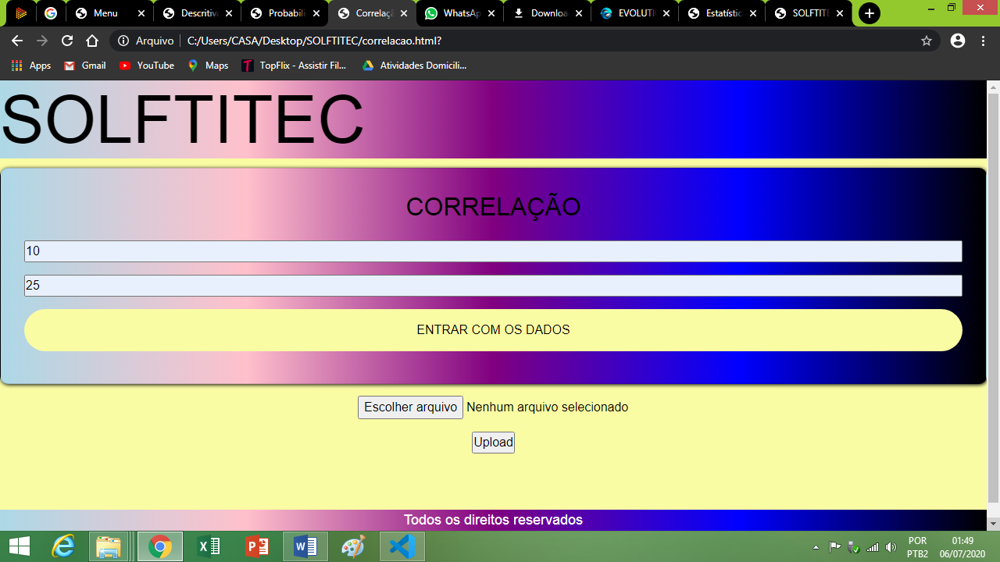 Menu
Descritiv
Probabili
Correlaçã
WhatsAp
Downloa
EVOLUTI
Estatístic
SOLFTITE
Arquivo C:/Users/CASA/Desktop/SOLFTITEC/correlacao.html?
Apps Gmail YouTube Maps TopFlix - Assistir Fil... Atividades Domicili...
SOLFTITEC
CORRELAÇÃO
10
25
ENTRAR COM OS DADOS
Escolher arquivo Nenhum arquivo selecionado
Upload
Todos os direitos reservados
POR 01:49
PTB2 06/07/2020